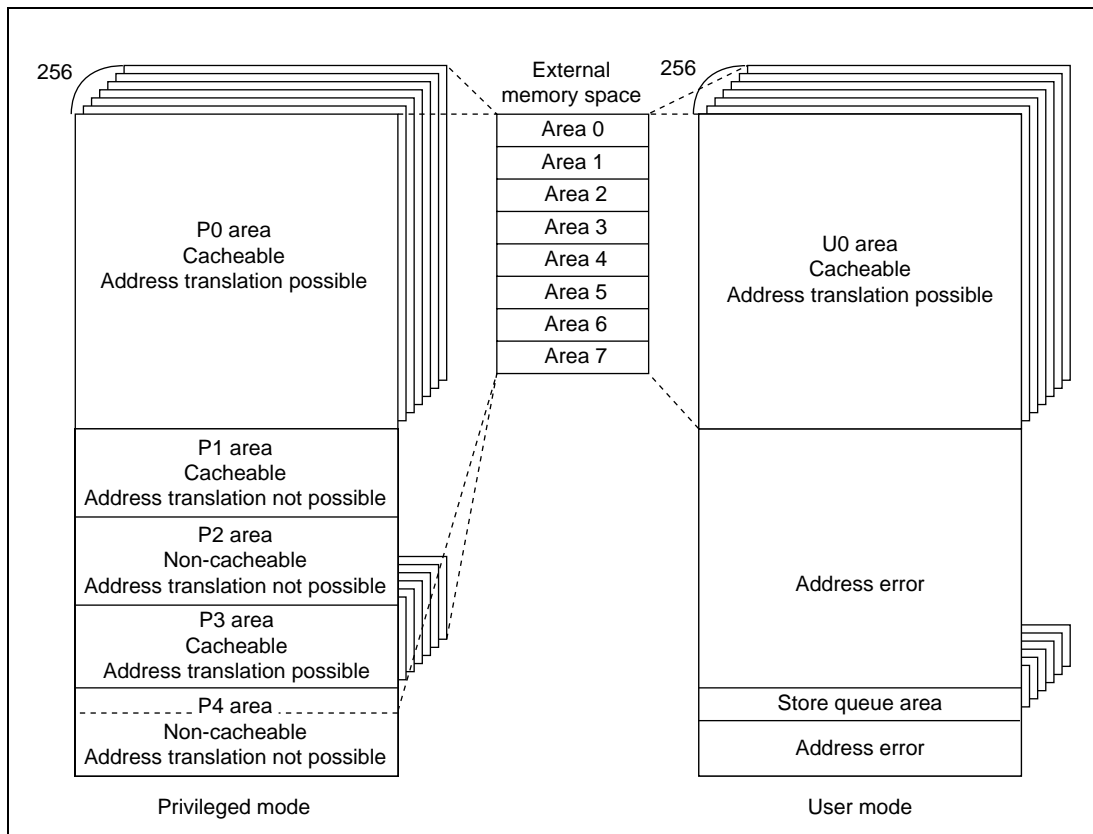 256
P0 area
Cacheable
Address translation possible
P1 area
Cacheable
Address translation not possible
P2 area
Non-cacheable
Address translation not possible
P3 area
Cacheable
Address translation possible
P4 area
Non-cacheable
Address translation not possible
Privileged mode
External
memory space
Area 0
Area 1
Area 2
Area 3
Area 4
Area 5
Area 6
Area 7
256
U0 area
Cacheable
Address translation possible
Address error
Store queue area
Address error
User mode